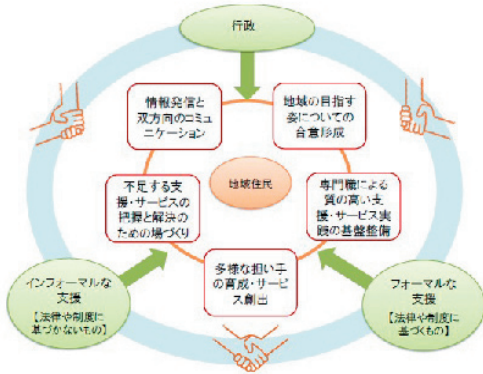 行政
情報発信と
双方向のコミュ
ニケーション
地域の目指す
姿についての
合意形成
不足する支
援・サービスの
把握と解決の
ための場づくり
地域住民
専門職による
質の高い支
援・サービス実
践の基盤整備
多様な担い手
の育成・サービ
ス創出
インフォーマルな
支援
【法律や制度に
基づかないもの】
フォーマルな
支援
【法律や制度に
基づくもの】